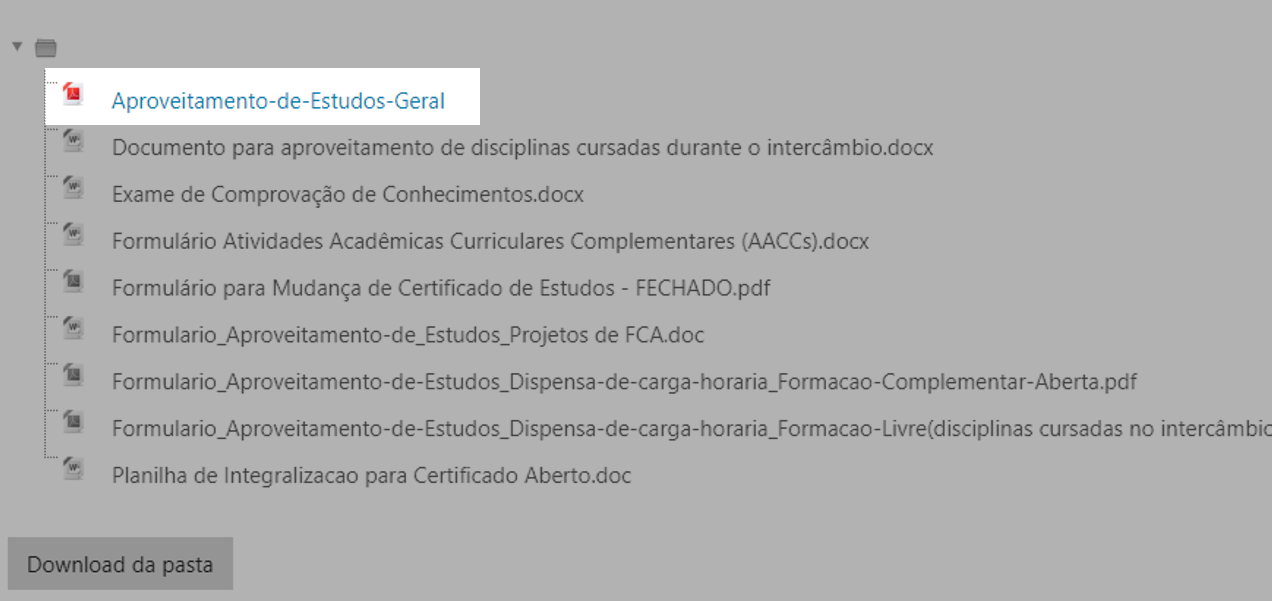 Aproveitamento-de-Estudos-Geral
Documento para aproveitamento de disciplinas cursadas durante o intercâmbio.docx
Exame de Comprovação de Conhecimentos.docx
Formulário Atividades Acadêmicas Curriculares Complementares (AACCs).docx
Formulário para Mudança de Certificado de Estudos - FECHADO.pdf
Formulario_Aproveitamento-de_Estudos_Projetos de FCA.doc
Formulario_Aproveitamento-de-Estudos_Dispensa-de-carga-horaria_Formacao-Complementar-Aberta.pdf
Formulario_Aproveitamento-de-Estudos_Dispensa-de-carga-horaria_Formacao-Livre(disciplinas cursadas no intercâmbio
Planilha de Integralizacao para Certificado Aberto.doc
Download da pasta